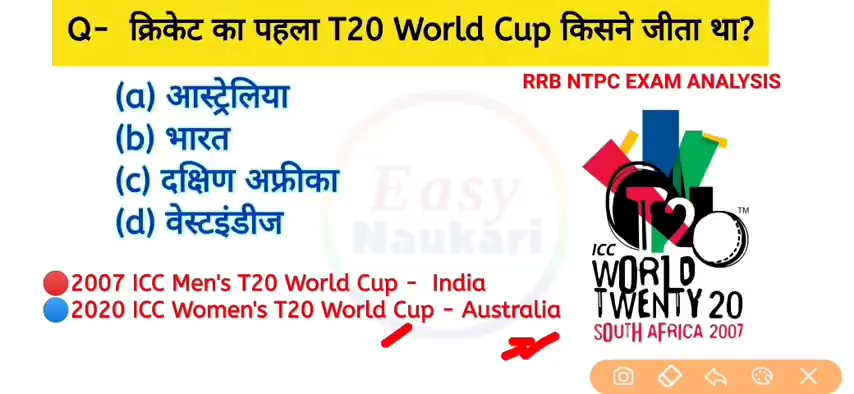 Q- क्रिकेट का पहला T20 World Cup किसने जीता था?
RRB NTPC EXAM ANALYSIS
(a) आस्ट्रेलिया
(b) भारत
(c) दक्षिण अफ्रीका
(d) वेस्टइंडीज
Easy
Naukari
2007 ICC Men's T20 World Cup - India
2020 ICC Women's T20 World Cup - Australia
T20
TM
ICC
WORLD
TWENTY 20
SOUTH AFRICA 2007